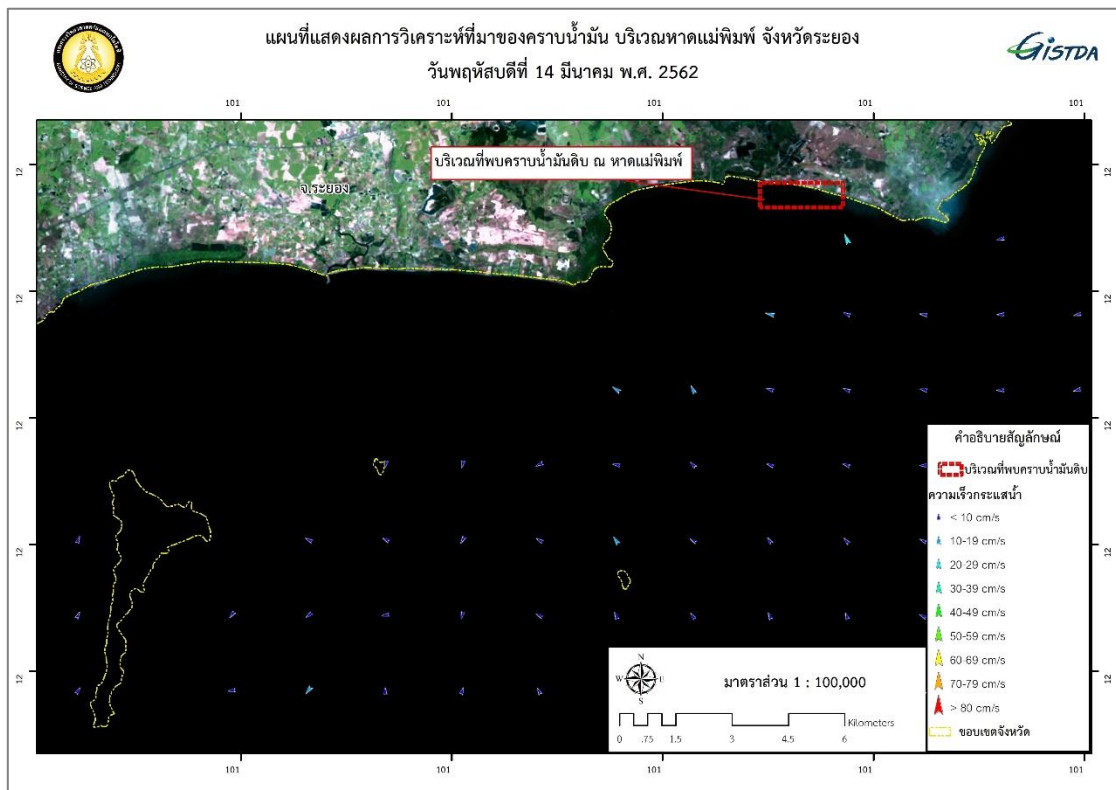 แผนที่แสดงผลการวิเคราะห์ที่มาของคราบน้ำมัน บริเวณหาดแม่พิมพ์ จังหวัดระยอง
วันพฤหัสบดีที่ 14 มีนาคม พ.ศ. 2562
GISTDA
101 101 101 101 101
12 12
บริเวณที่พบคราบน้ำมันดิบ ณ หาดแม่พิมพ์
จ.ระยอง
12 12
12 12
คำอธิบายสัญลักษณ์
บริเวณที่พบคราบน้ำมันดิบ
ความเร็วกระแสน้ำ
< 10 cm/s
10-19 cm/s
20-29 cm/s
30-39 cm/s
40-49 cm/s
50-59 cm/s
60-69 cm/s
70-79 cm/s
> 80 cm/s
ขอบเขตจังหวัด
12 12
12 12
N
W E
S
มาตราส่วน 1 : 100,000
Kilometers
0 .75 1.5 3 4.5 6
101 101 101 101 101